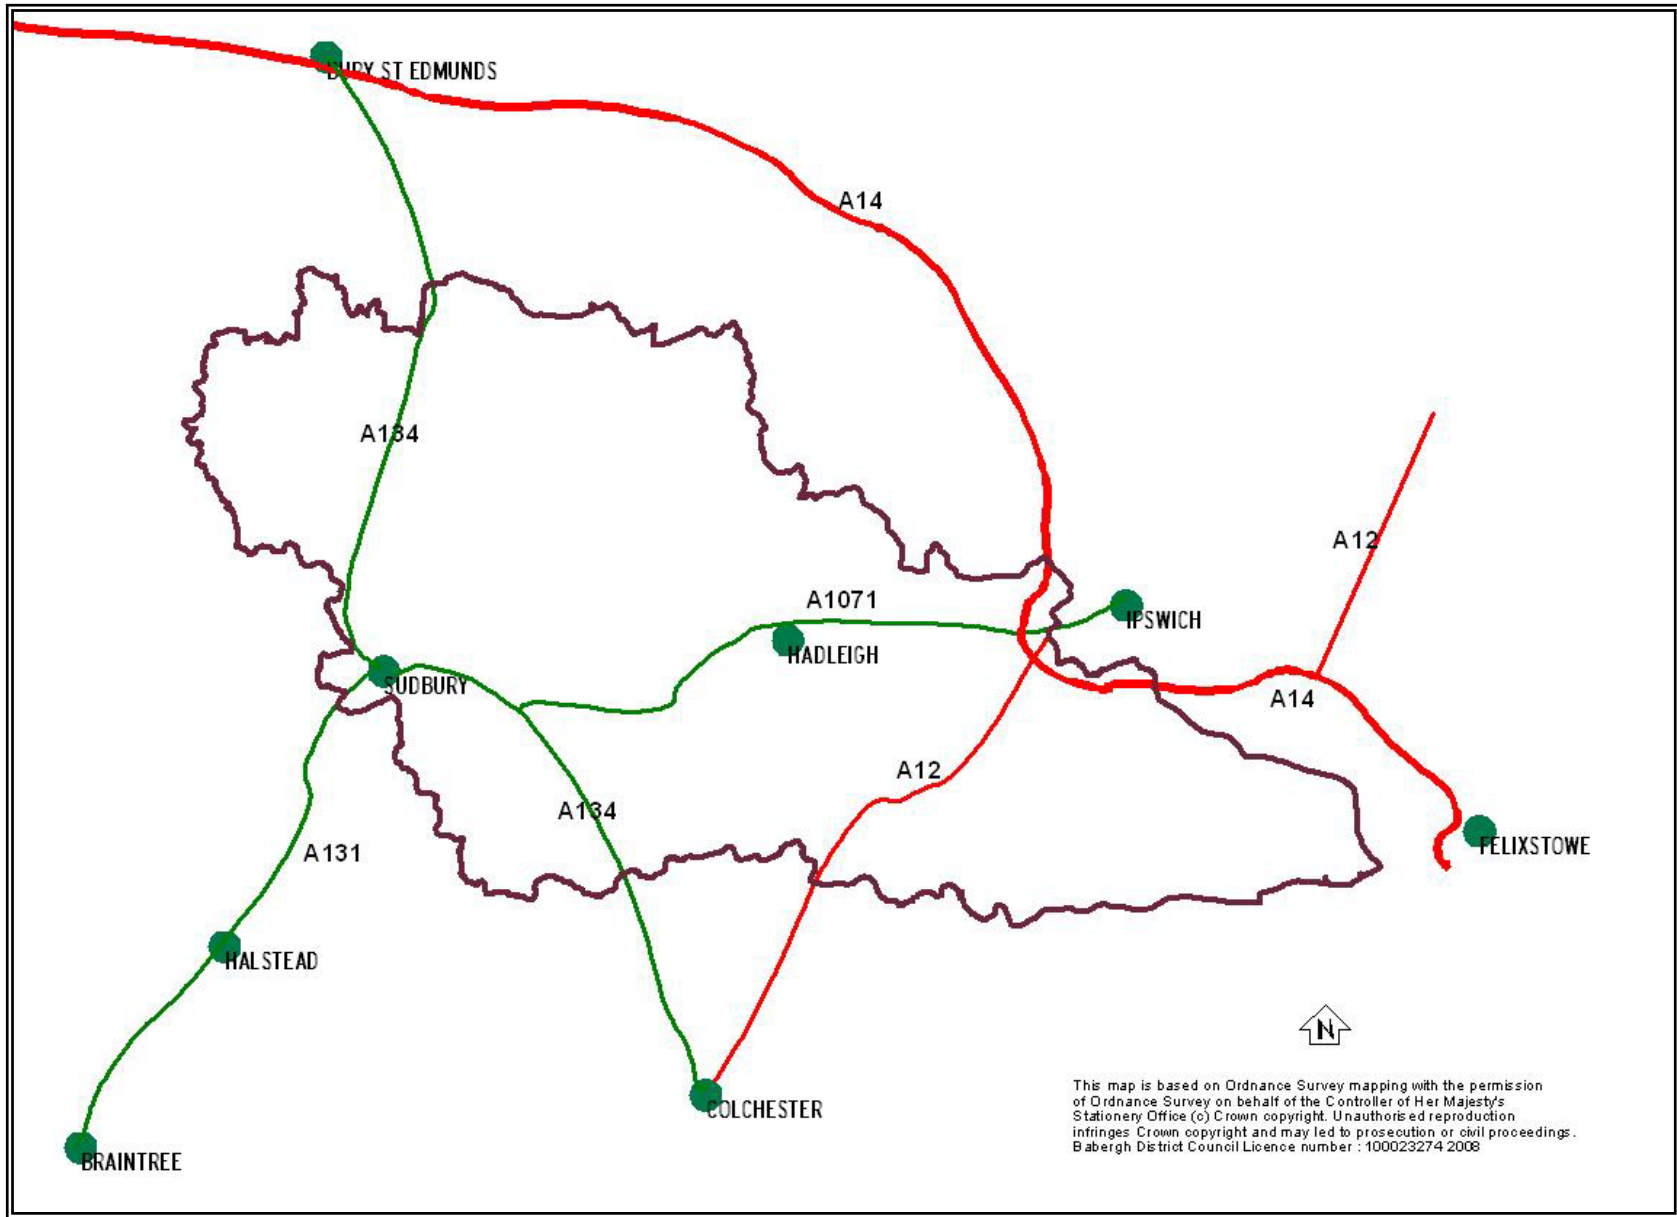 BURY ST EDMUNDS
A14
A134
A12
A1071
IPSWICH
HADLEIGH
SUDBURY
A14
A12
A134
A131
FELIXSTOWE
HALSTEAD
N
COLCHESTER
BRAINTREE
This map is based on Ordnance Survey mapping with the permission
of Ordnance Survey on behalf of the Controller of Her Majesty's
Stationery Office (c) Crown copyright. Unauthorised reproduction
infringes Crown copyright and may led to prosecution or civil proceedings.
Babergh District Council Licence number : 100023274 2008